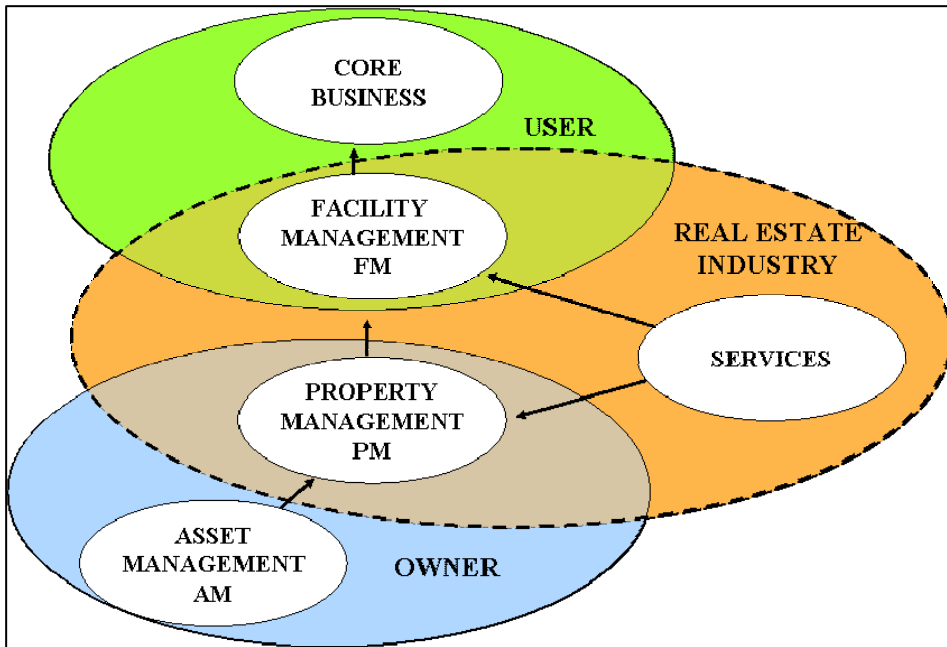 CORE
BUSINESS
USER
FACILITY
MANAGEMENT
FM
REAL ESTATE
INDUSTRY
SERVICES
PROPERTY
MANAGEMENT
PM
ASSET
MANAGEMENT
AM
OWNER